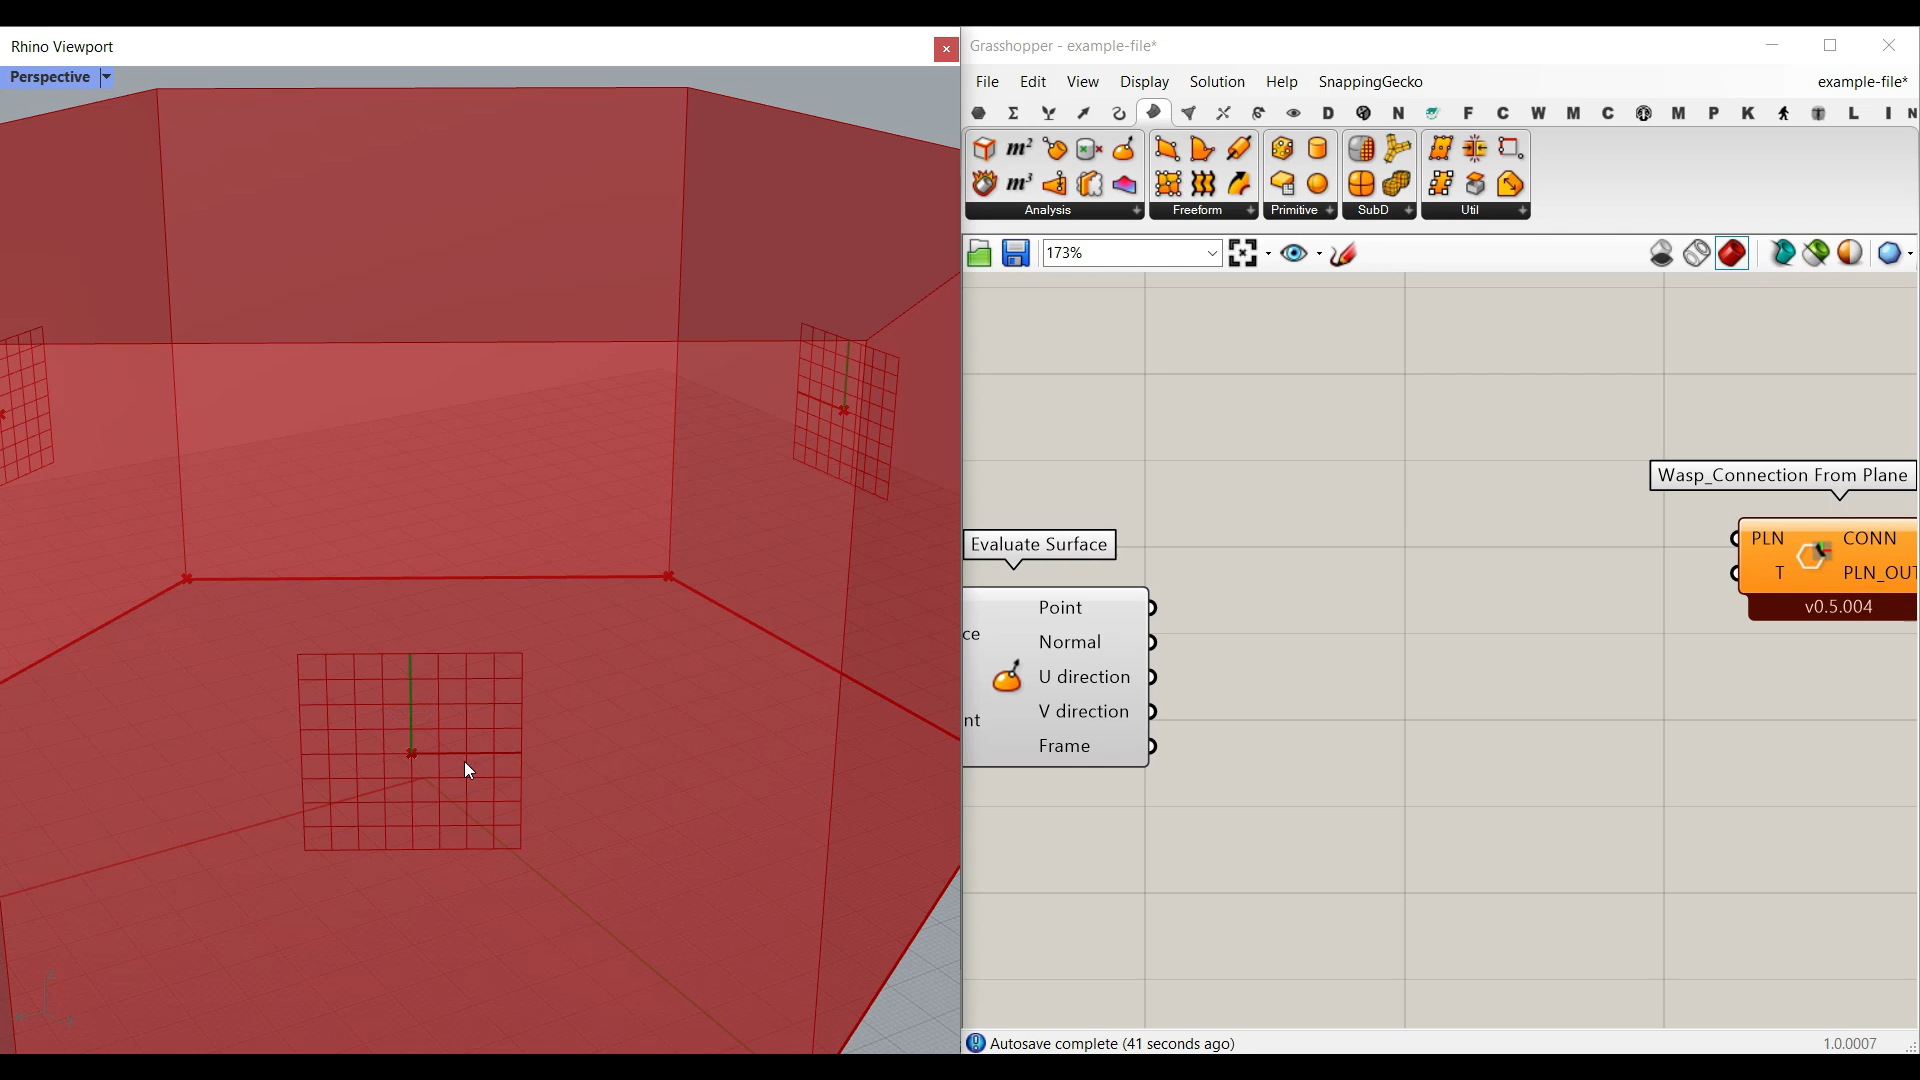 Rhino Viewport
Perspective
Grasshopper - example-file*
File Edit View Display Solution Help SnappingGecko example-file*
Σ D N F C W M C M P K L I N
m²
m³
Analysis Freeform Primitive SubD Util
173%
Wasp_Connection From Plane
PLN CONN
T PLN_OUT
v0.5.004
Evaluate Surface
Point
ce
Normal
U direction
nt
V direction
Frame
Autosave complete (41 seconds ago)
1.0.0007